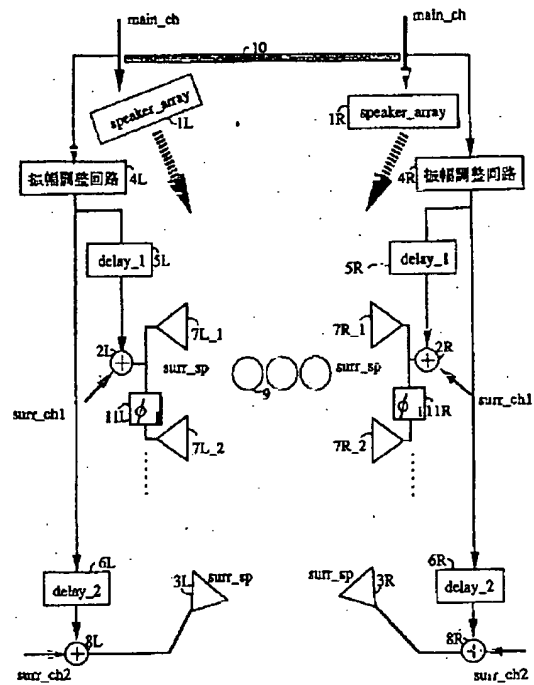 main_ch
main_ch
10
speaker_array
1L
speaker_array
1R
振幅調整回路
4L
振幅調整回路
4R
delay_1
5L
delay_1
5R
7L_1
7R_1
2L
2R
surr_sp
surr_sp
9
surr_ch1
surr_ch1
φ
11L
φ
11R
7L_2
7R_2
6L
delay_2
3L
surr_sp
surr_sp
3R
6R
delay_2
8L
8R
surr_ch2
surr_ch2